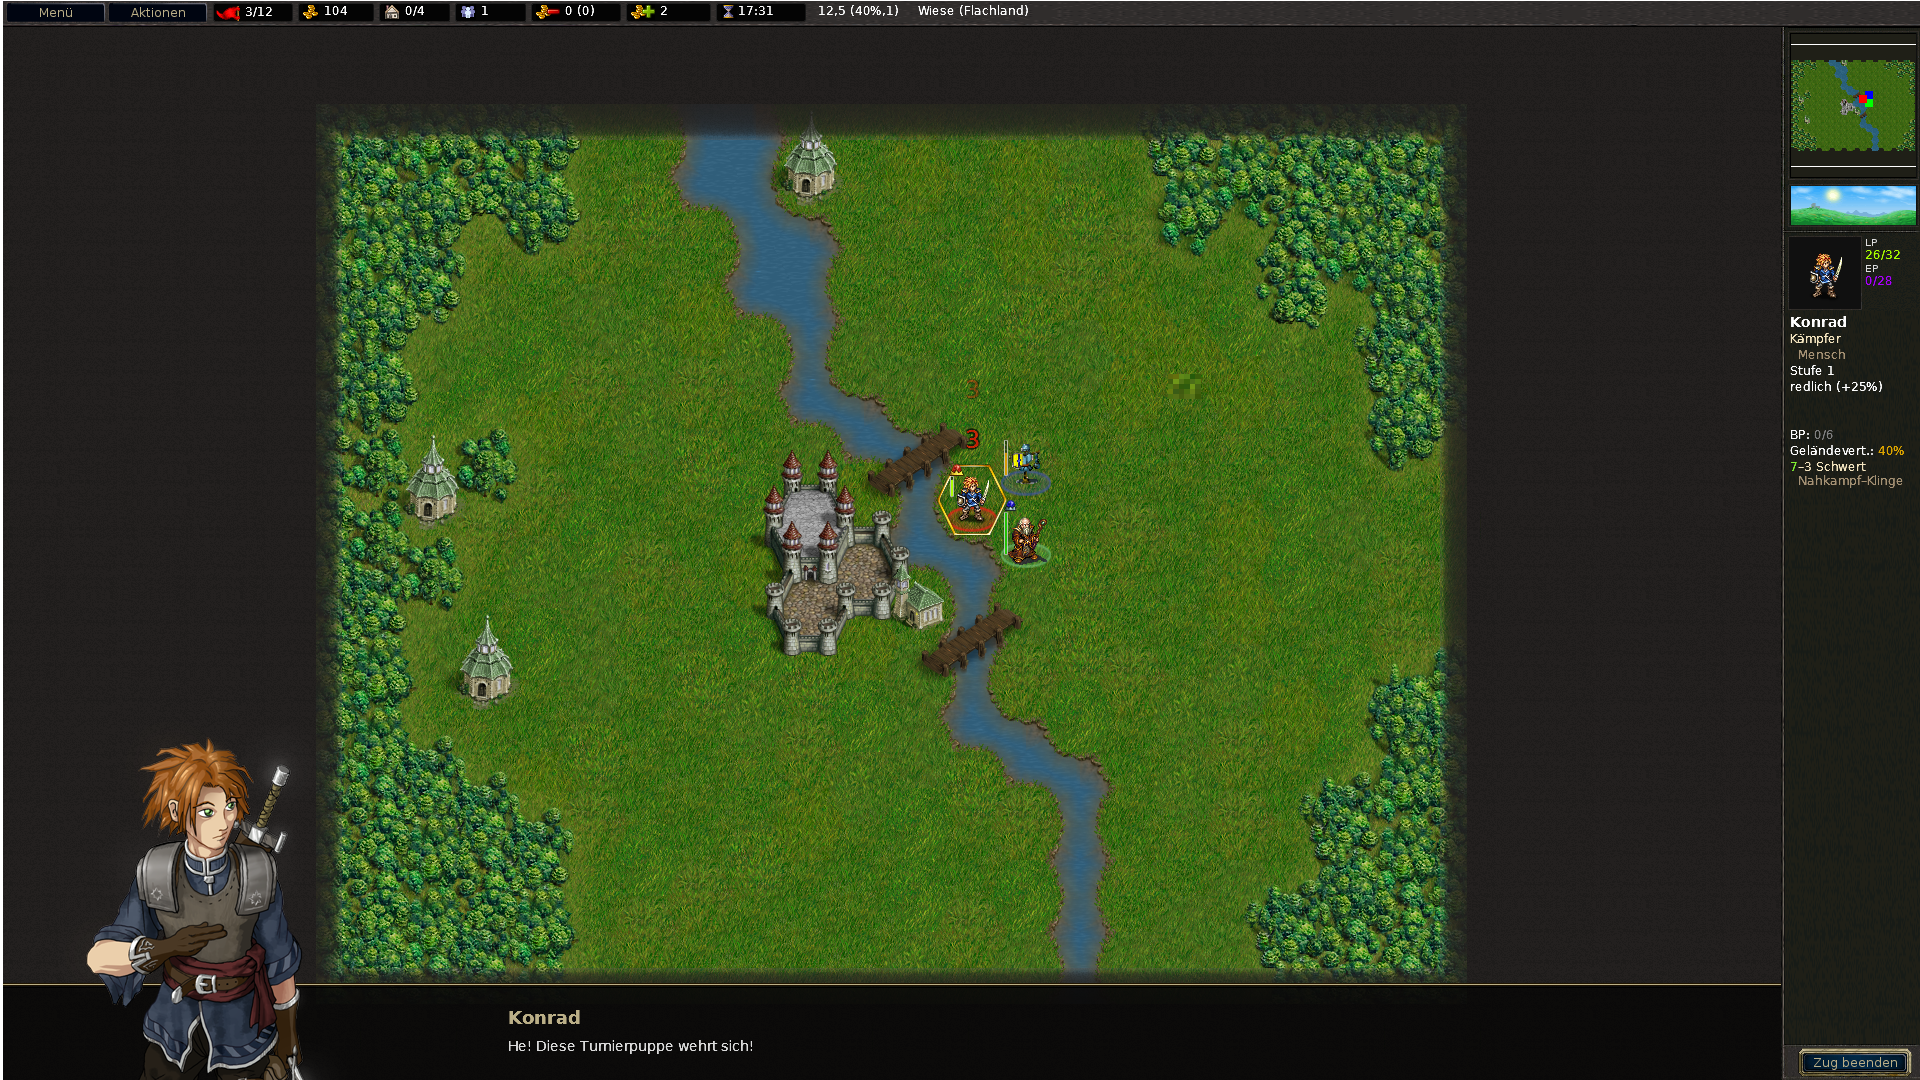 Menü Aktionen 3/12 104 0/4 1 0 (0) 2 17:31 12,5 (40%,1) Wiese (Flachland)
LP
26/32
EP
0/28
Konrad
Kämpfer
Mensch
Stufe 1
redlich (+25%)
BP: 0/6
Geländevert.: 40%
7–3 Schwert
Nahkampf–Klinge
3
3
Konrad
He! Diese Turnierpuppe wehrt sich!
Zug beenden